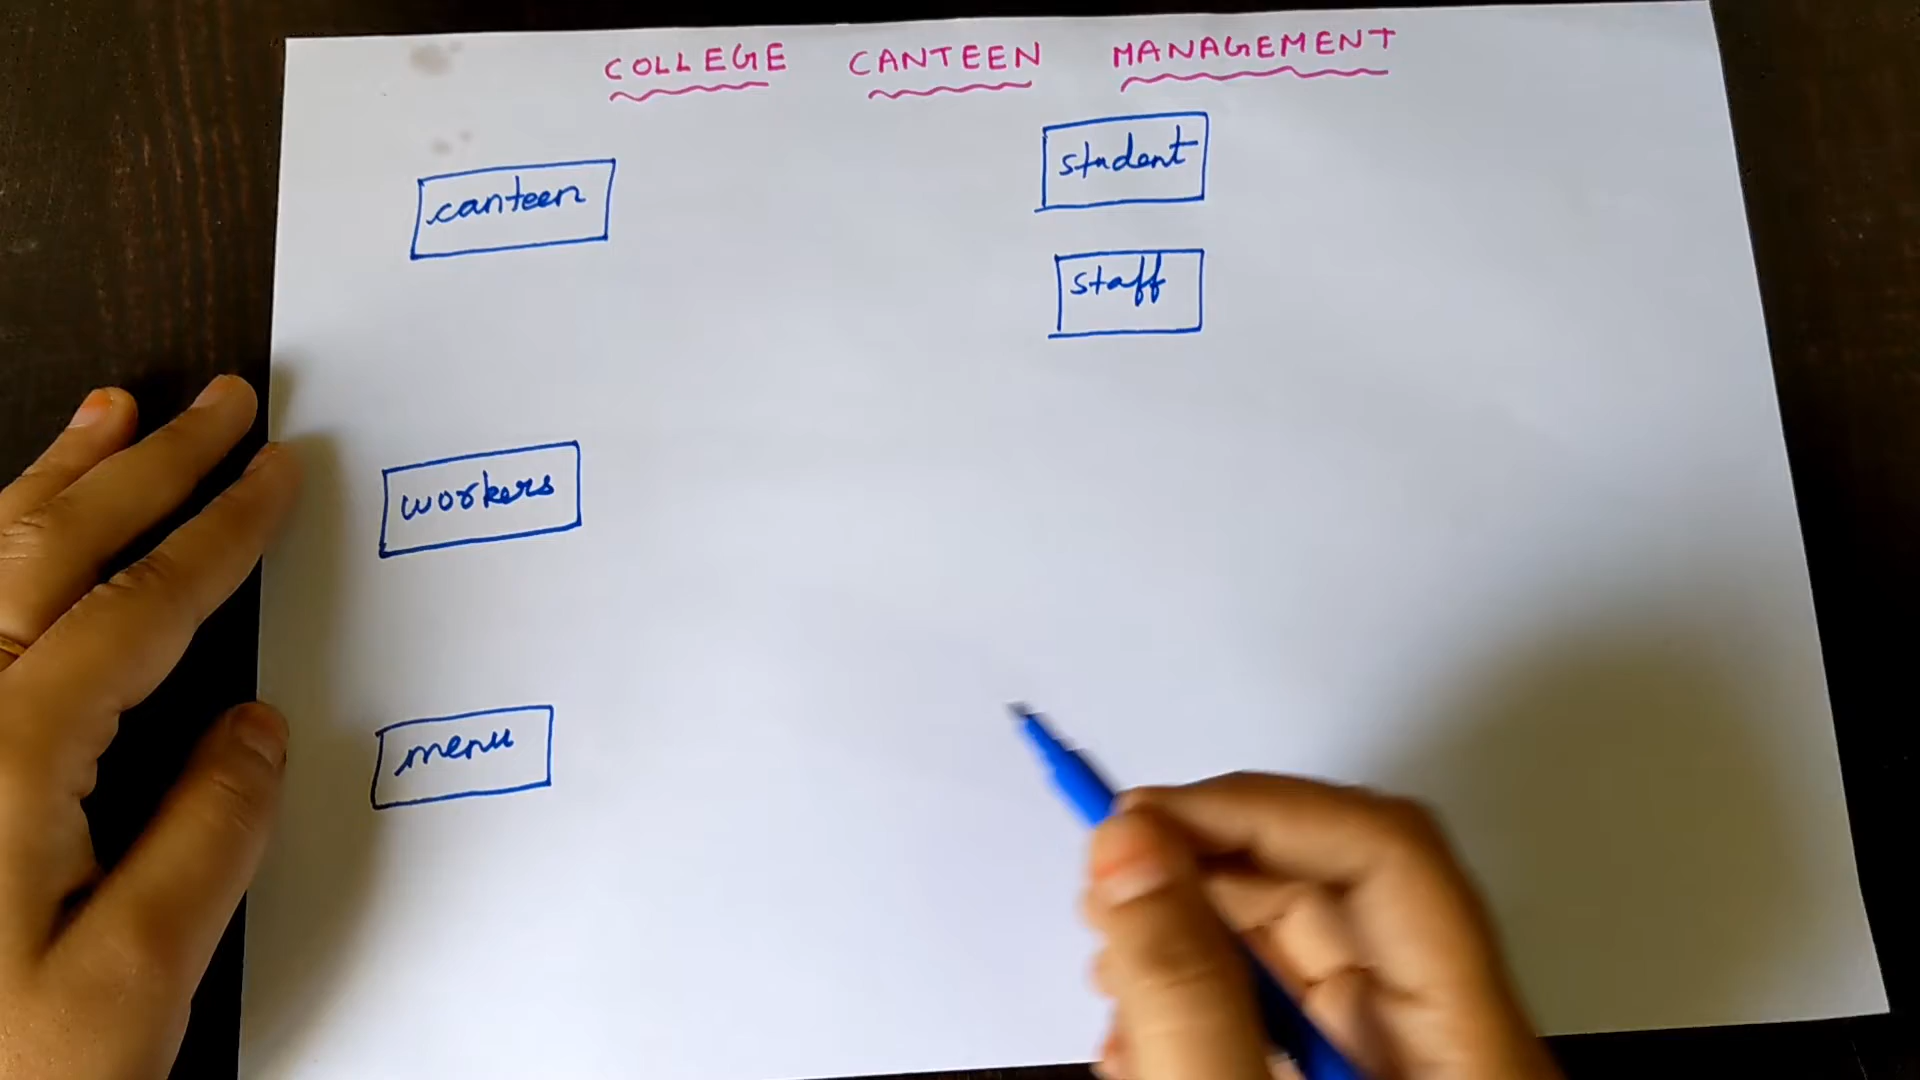 COLLEGE CANTEEN MANAGEMENT
student
canteen
staff
workers
menu